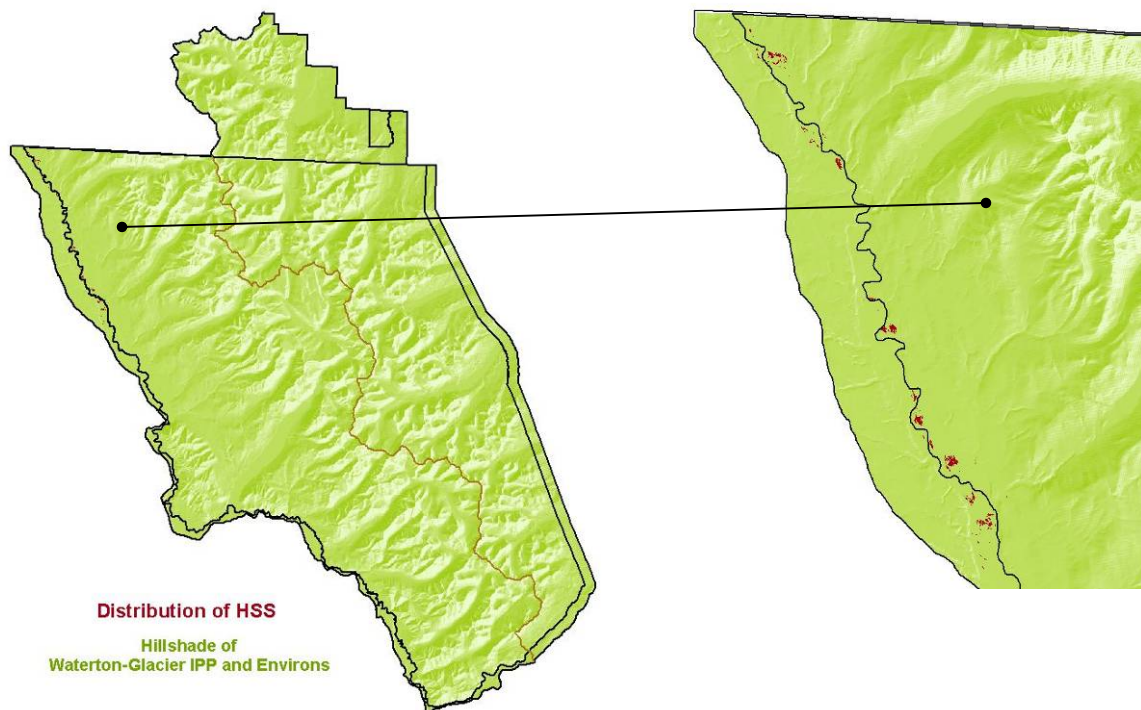 Distribution of HSS
Hillshade of
Waterton-Glacier IPP and Environs